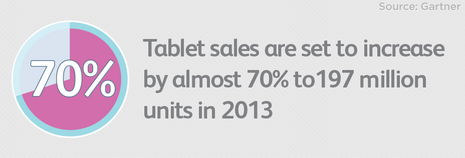 Source: Gartner
70%
Tablet sales are set to increase
by almost 70% to197 million
units in 2013